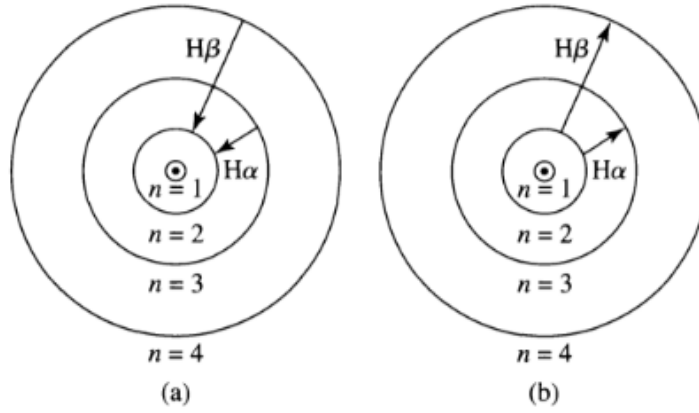 Hβ
Hα
n = 1
n = 2
n = 3
n = 4
(a)
Hβ
Hα
n = 1
n = 2
n = 3
n = 4
(b)